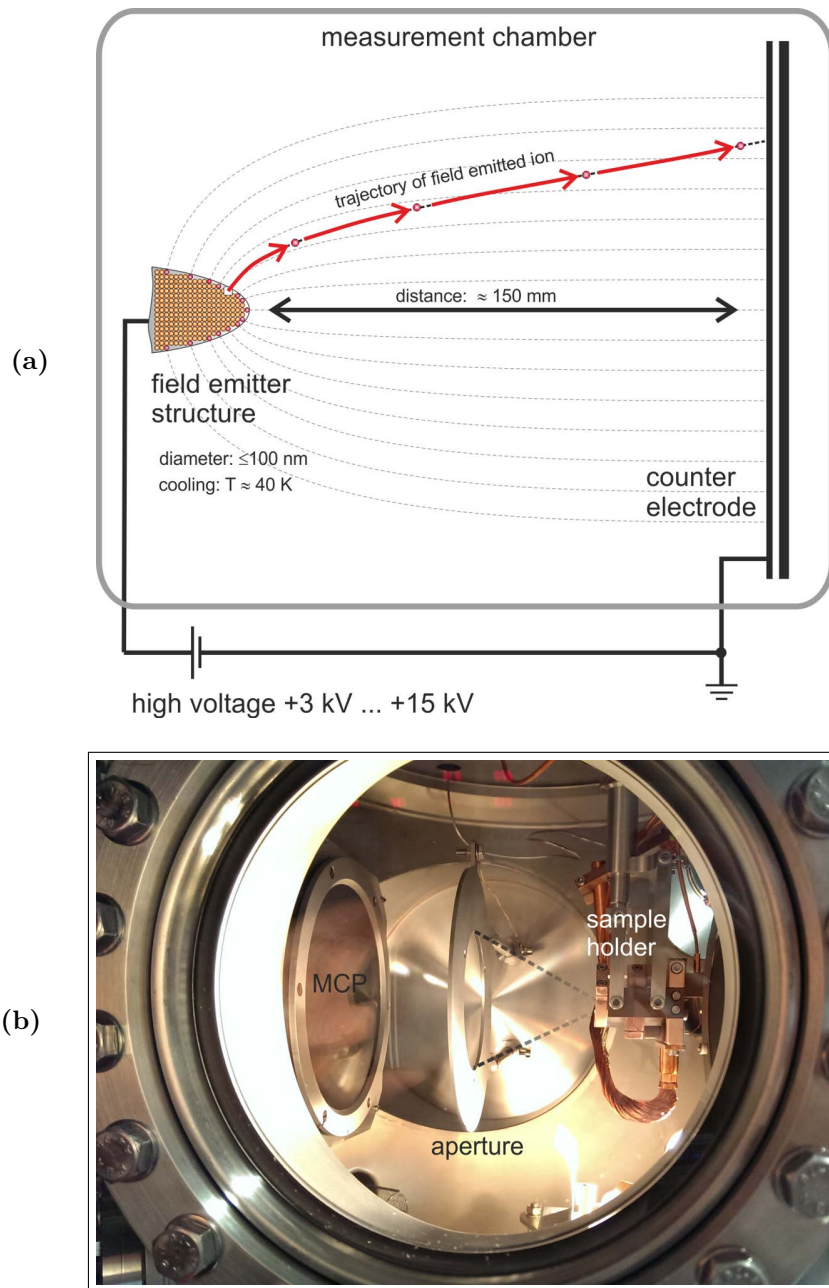 measurement chamber
trajectory of field emitted ion
distance: ≈ 150 mm
(a)
field emitter
structure
diameter: ≤100 nm
cooling: T ≈ 40 K
counter
electrode
high voltage +3 kV ... +15 kV
sample
holder
MCP
(b)
aperture